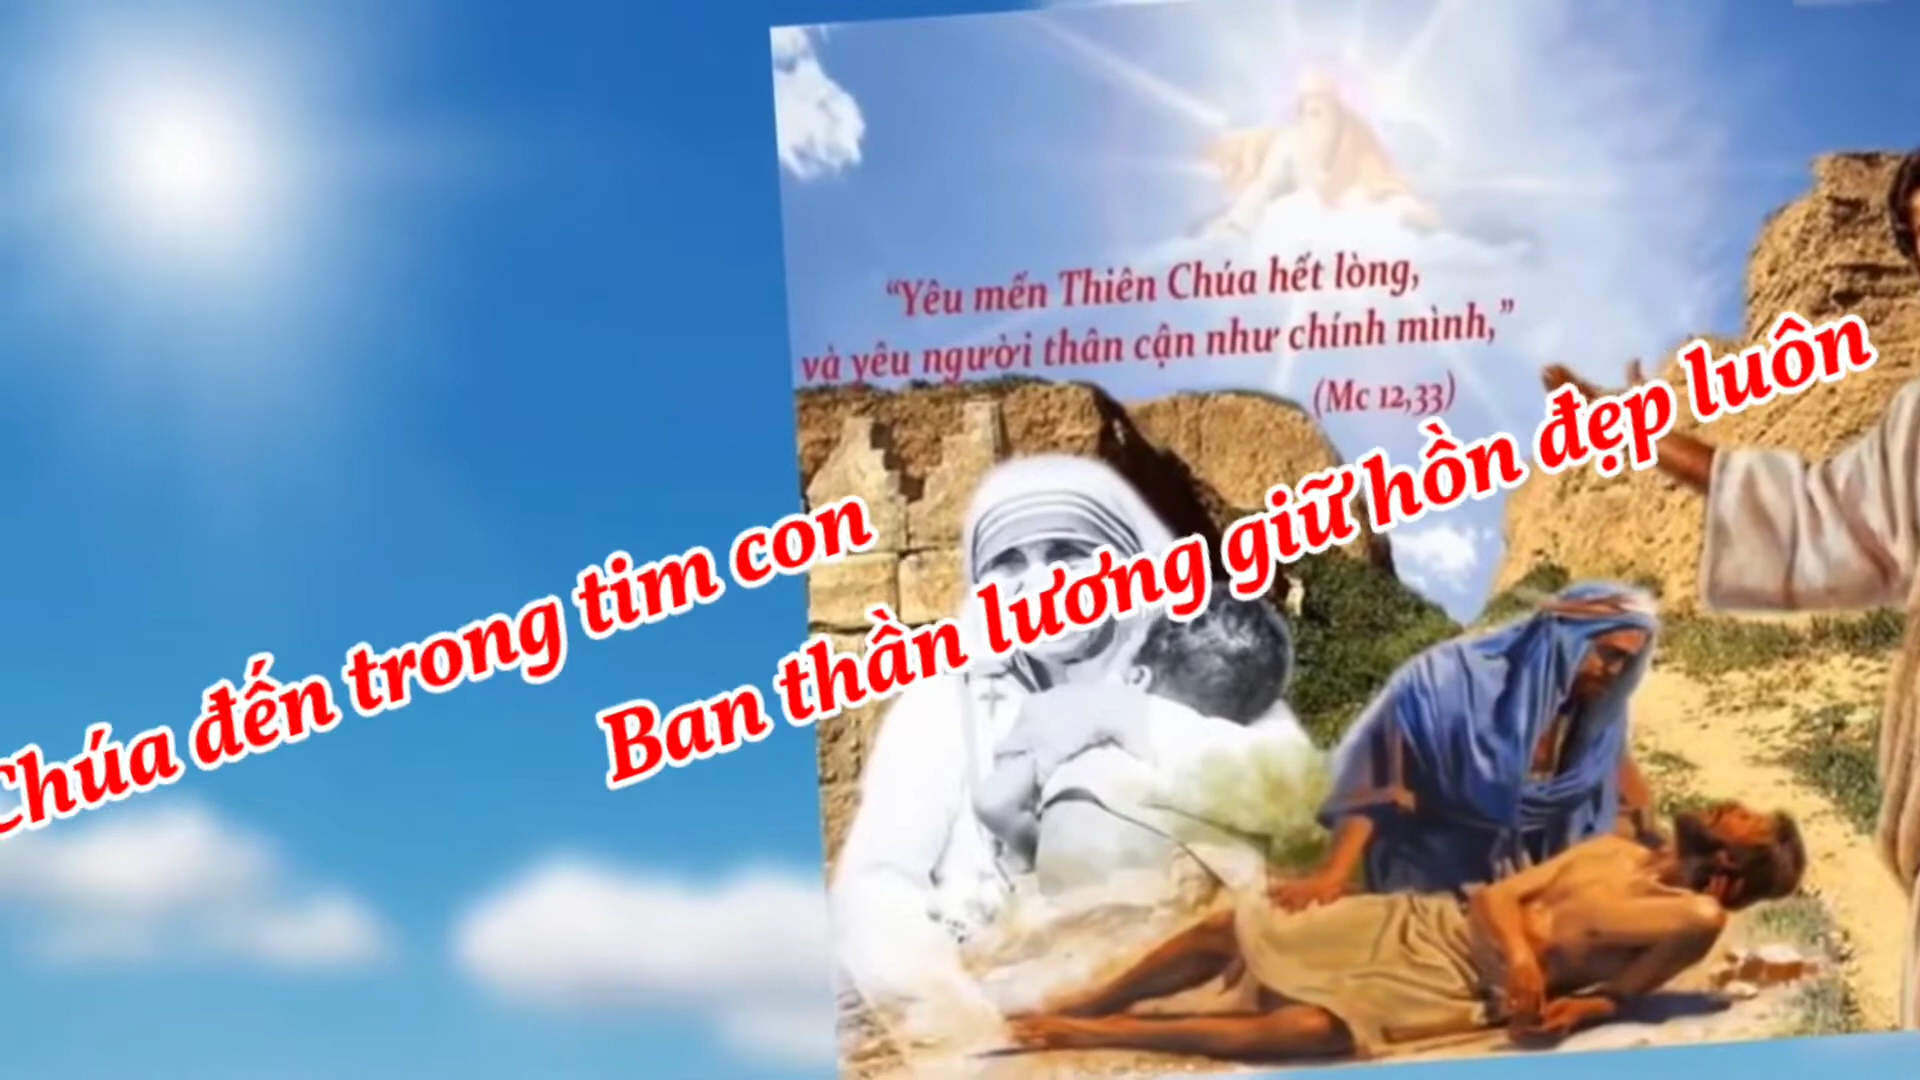 “Yêu mến Thiên Chúa hết lòng,
và yêu người thân cận như chính mình,”
(Mc 12,33)
Chúa đến trong tim con
Ban thần lương giữ hồn đẹp luôn